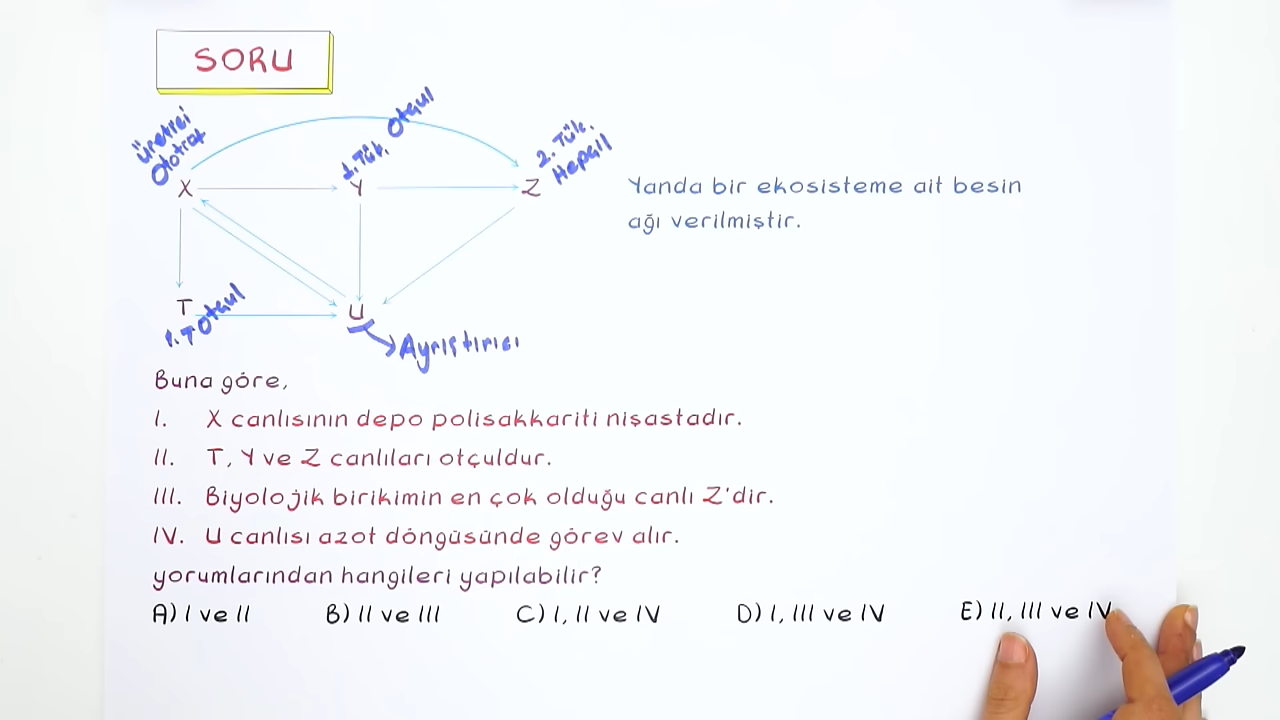 SORU
üretici
Ototrof
1. Tük. Otçul
2. Tük.
Hepçil
X
Y
Z
Yanda bir ekosisteme ait besin
ağı verilmiştir.
T
1. T Otçul
U
Ayrıştırıcı
Buna göre,
I. X canlısının depo polisakkariti nişastadır.
II. T, Y ve Z canlıları otçuldur.
III. Biyolojik birikimin en çok olduğu canlı Z'dir.
IV. U canlısı azot döngüsünde görev alır.
yorumlarından hangileri yapılabilir?
A) I ve II B) II ve III C) I, II ve IV D) I, III ve IV E) II, III ve IV